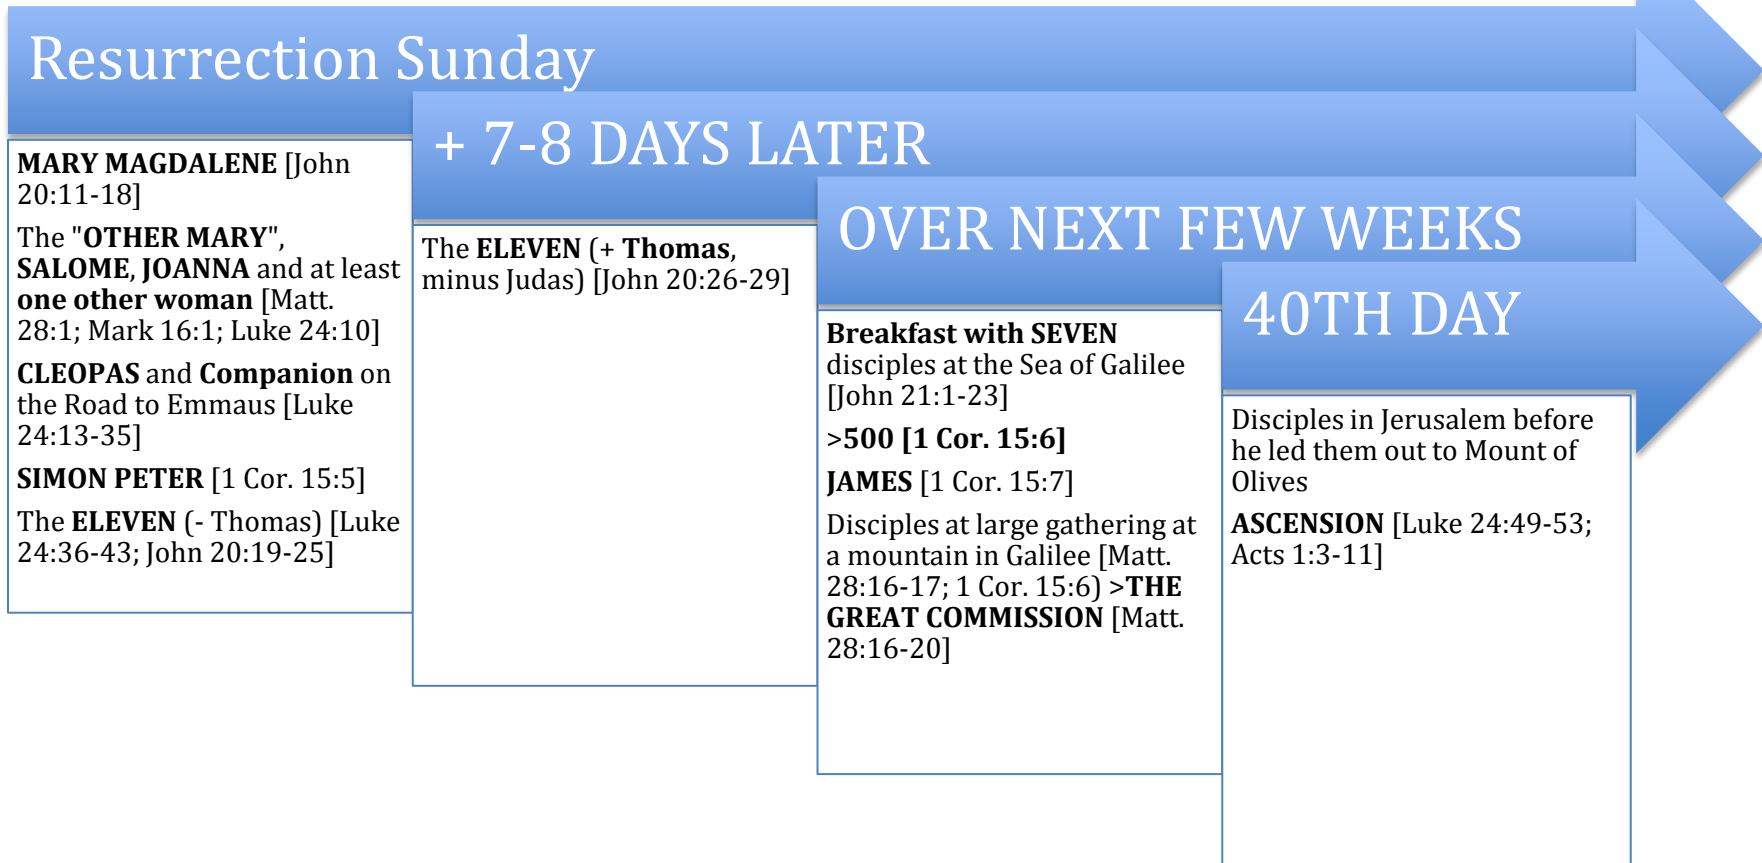 Resurrection Sunday
MARY MAGDALENE [John
20:11-18]
The "OTHER MARY",
SALOME, JOANNA and at least
one other woman [Matt.
28:1; Mark 16:1; Luke 24:10]
CLEOPAS and Companion on
the Road to Emmaus [Luke
24:13-35]
SIMON PETER [1 Cor. 15:5]
The ELEVEN (- Thomas) [Luke
24:36-43; John 20:19-25]
+ 7-8 DAYS LATER
The ELEVEN (+ Thomas,
minus Judas) [John 20:26-29]
OVER NEXT FEW WEEKS
Breakfast with SEVEN
disciples at the Sea of Galilee
[John 21:1-23]
>500 [1 Cor. 15:6]
JAMES [1 Cor. 15:7]
Disciples at large gathering at
a mountain in Galilee [Matt.
28:16-17; 1 Cor. 15:6) >THE
GREAT COMMISSION [Matt.
28:16-20]
40TH DAY
Disciples in Jerusalem before
he led them out to Mount of
Olives
ASCENSION [Luke 24:49-53;
Acts 1:3-11]